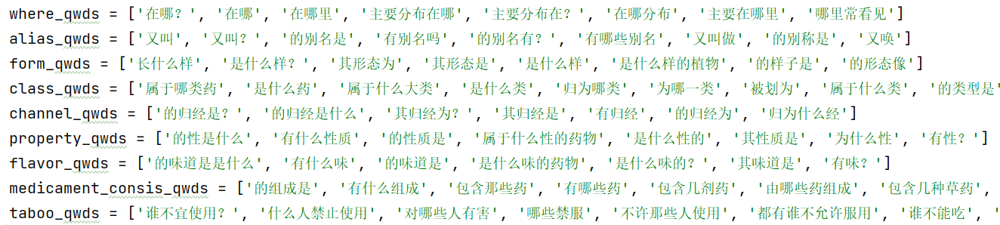 where_qwds = ['在哪？', '在哪', '在哪里', '主要分布在哪', '主要分布在？', '在哪分布', '主要在哪里', '哪里常看见']
alias_qwds = ['又叫', '又叫？', '的别名是', '有别名吗', '的别名有？', '有哪些别名', '又叫做', '的别称是', '又唤']
form_qwds = ['长什么样', '是什么样？', '其形态为', '其形态是', '是什么样', '是什么样的植物', '的样子是', '的形态像']
class_qwds = ['属于哪类药', '是什么药', '属于什么大类', '是什么类', '归为哪类', '为哪一类', '被划为', '属于什么类', '的类型是'
channel_qwds = ['的归经是？', '的归经是什么', '其归经为？', '其归经是', '有归经', '的归经为', '归为什么经']
property_qwds = ['的性是什么', '有什么性质', '的性质是', '属于什么性的药物', '是什么性的', '其性质是', '为什么性', '有性？']
flavor_qwds = ['的味道是是什么', '有什么味', '的味道是', '是什么味的药物', '是什么味的？', '其味道是', '有味？']
medicament_consis_qwds = ['的组成是', '有什么组成', '包含那些药', '有哪些药', '包含几剂药', '由哪些药组成', '包含几种草药',
taboo_qwds = ['谁不宜使用？', '什么人禁止使用', '对哪些人有害', '哪些禁服', '不许那些人使用', '都有谁不允许服用', '谁不能吃', '